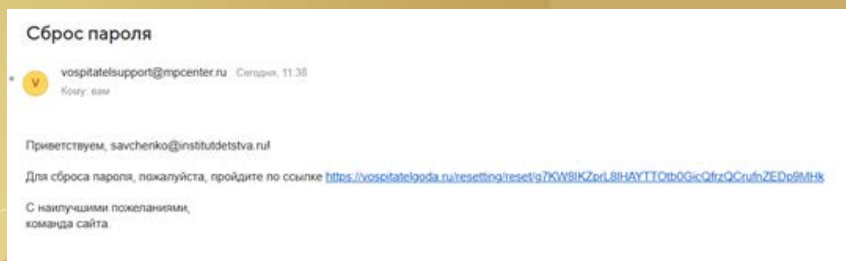 Сброс пароля
V
vospitatelsupport@mpcenter.ru Сегодня, 11:38
Кому: вам
Приветствуем, savchenko@institutdetstva.ru!
Для сброса пароля, пожалуйста, пройдите по ссылке https://vospitatelgoda.ru/resetting/reset/g7KW8IKZprL8IHAYTTOtb0GicQfrzQCrufnZEDp9MHk
С наилучшими пожеланиями,
команда сайта.